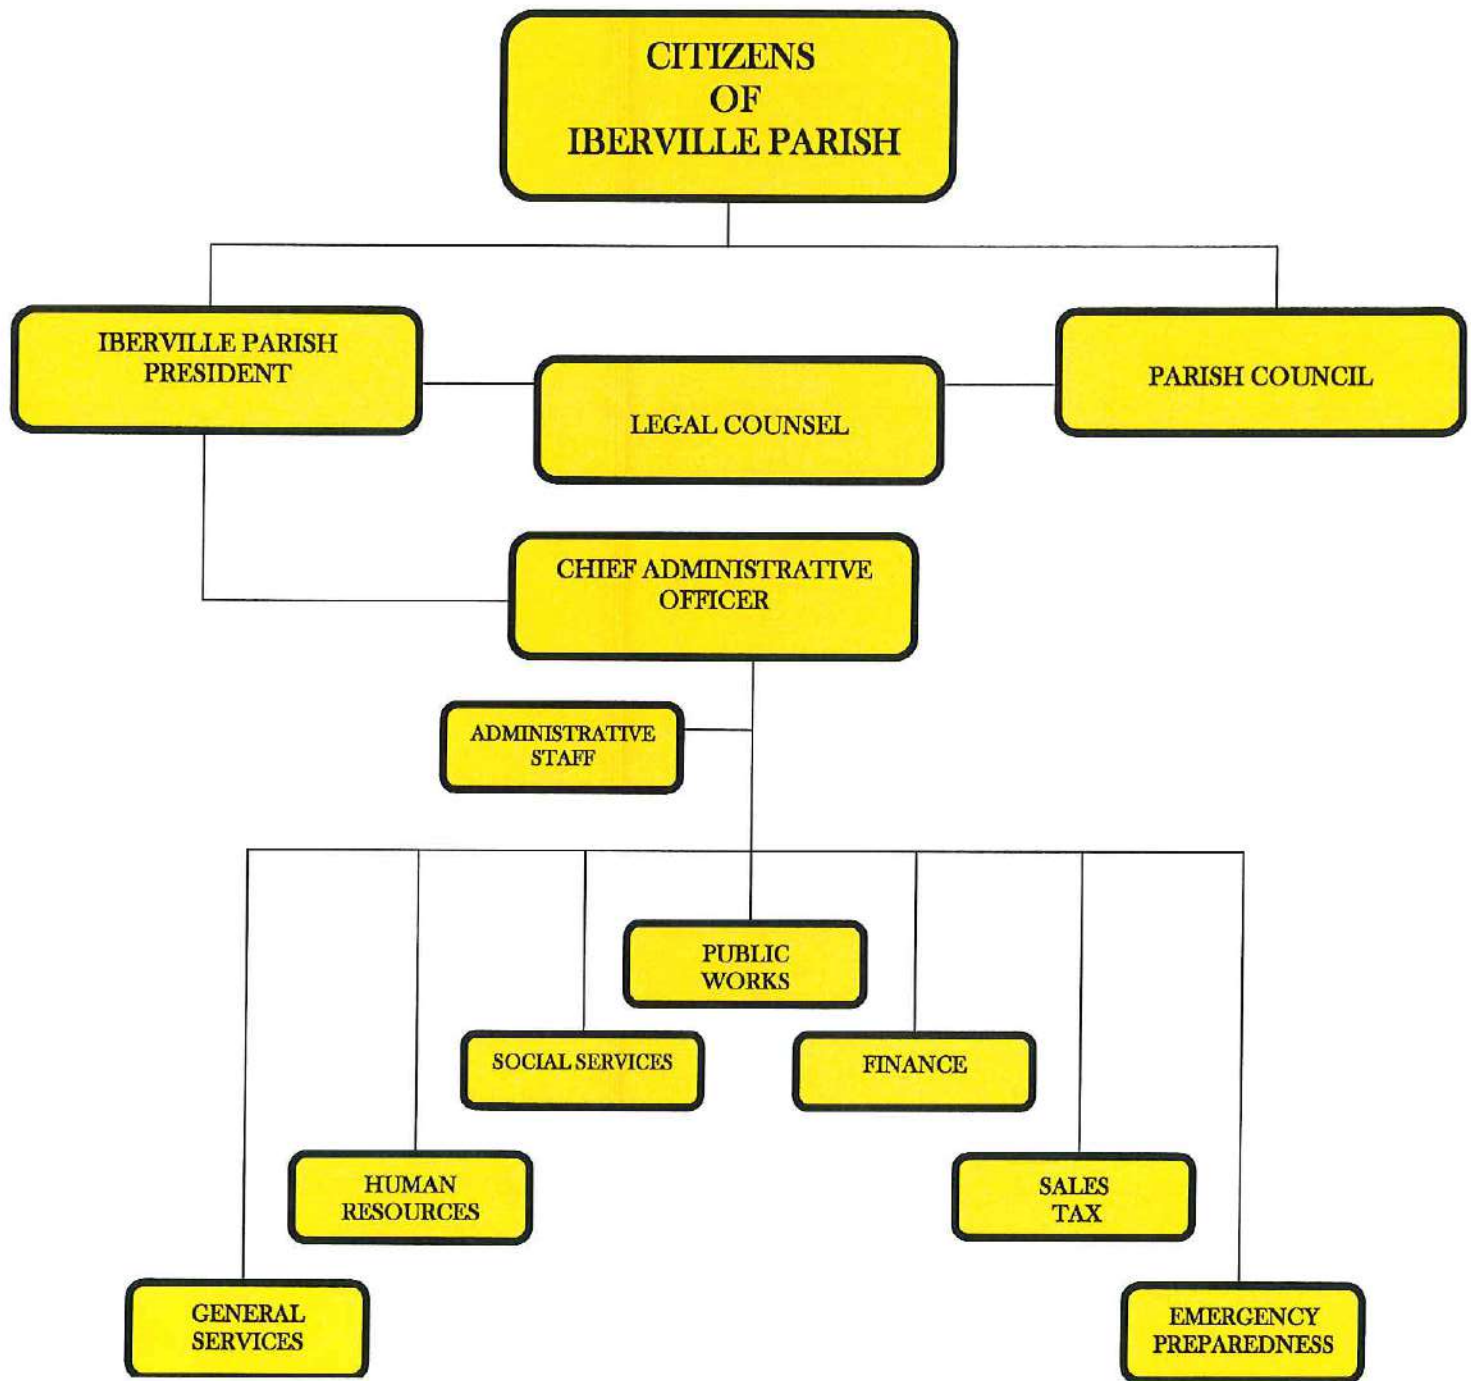 CITIZENS
OF
IBERVILLE PARISH
IBERVILLE PARISH
PRESIDENT
LEGAL COUNSEL
PARISH COUNCIL
CHIEF ADMINISTRATIVE
OFFICER
ADMINISTRATIVE
STAFF
PUBLIC
WORKS
SOCIAL SERVICES
FINANCE
HUMAN
RESOURCES
SALES
TAX
GENERAL
SERVICES
EMERGENCY
PREPAREDNESS